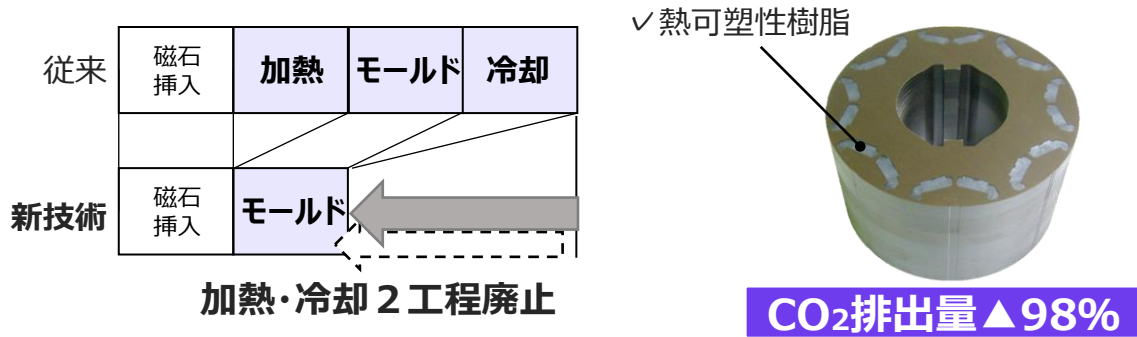 ✓熱可塑性樹脂
従来
磁石
挿入
加熱
モールド
冷却
新技術
磁石
挿入
モールド
加熱・冷却２工程廃止
CO₂排出量▲98%